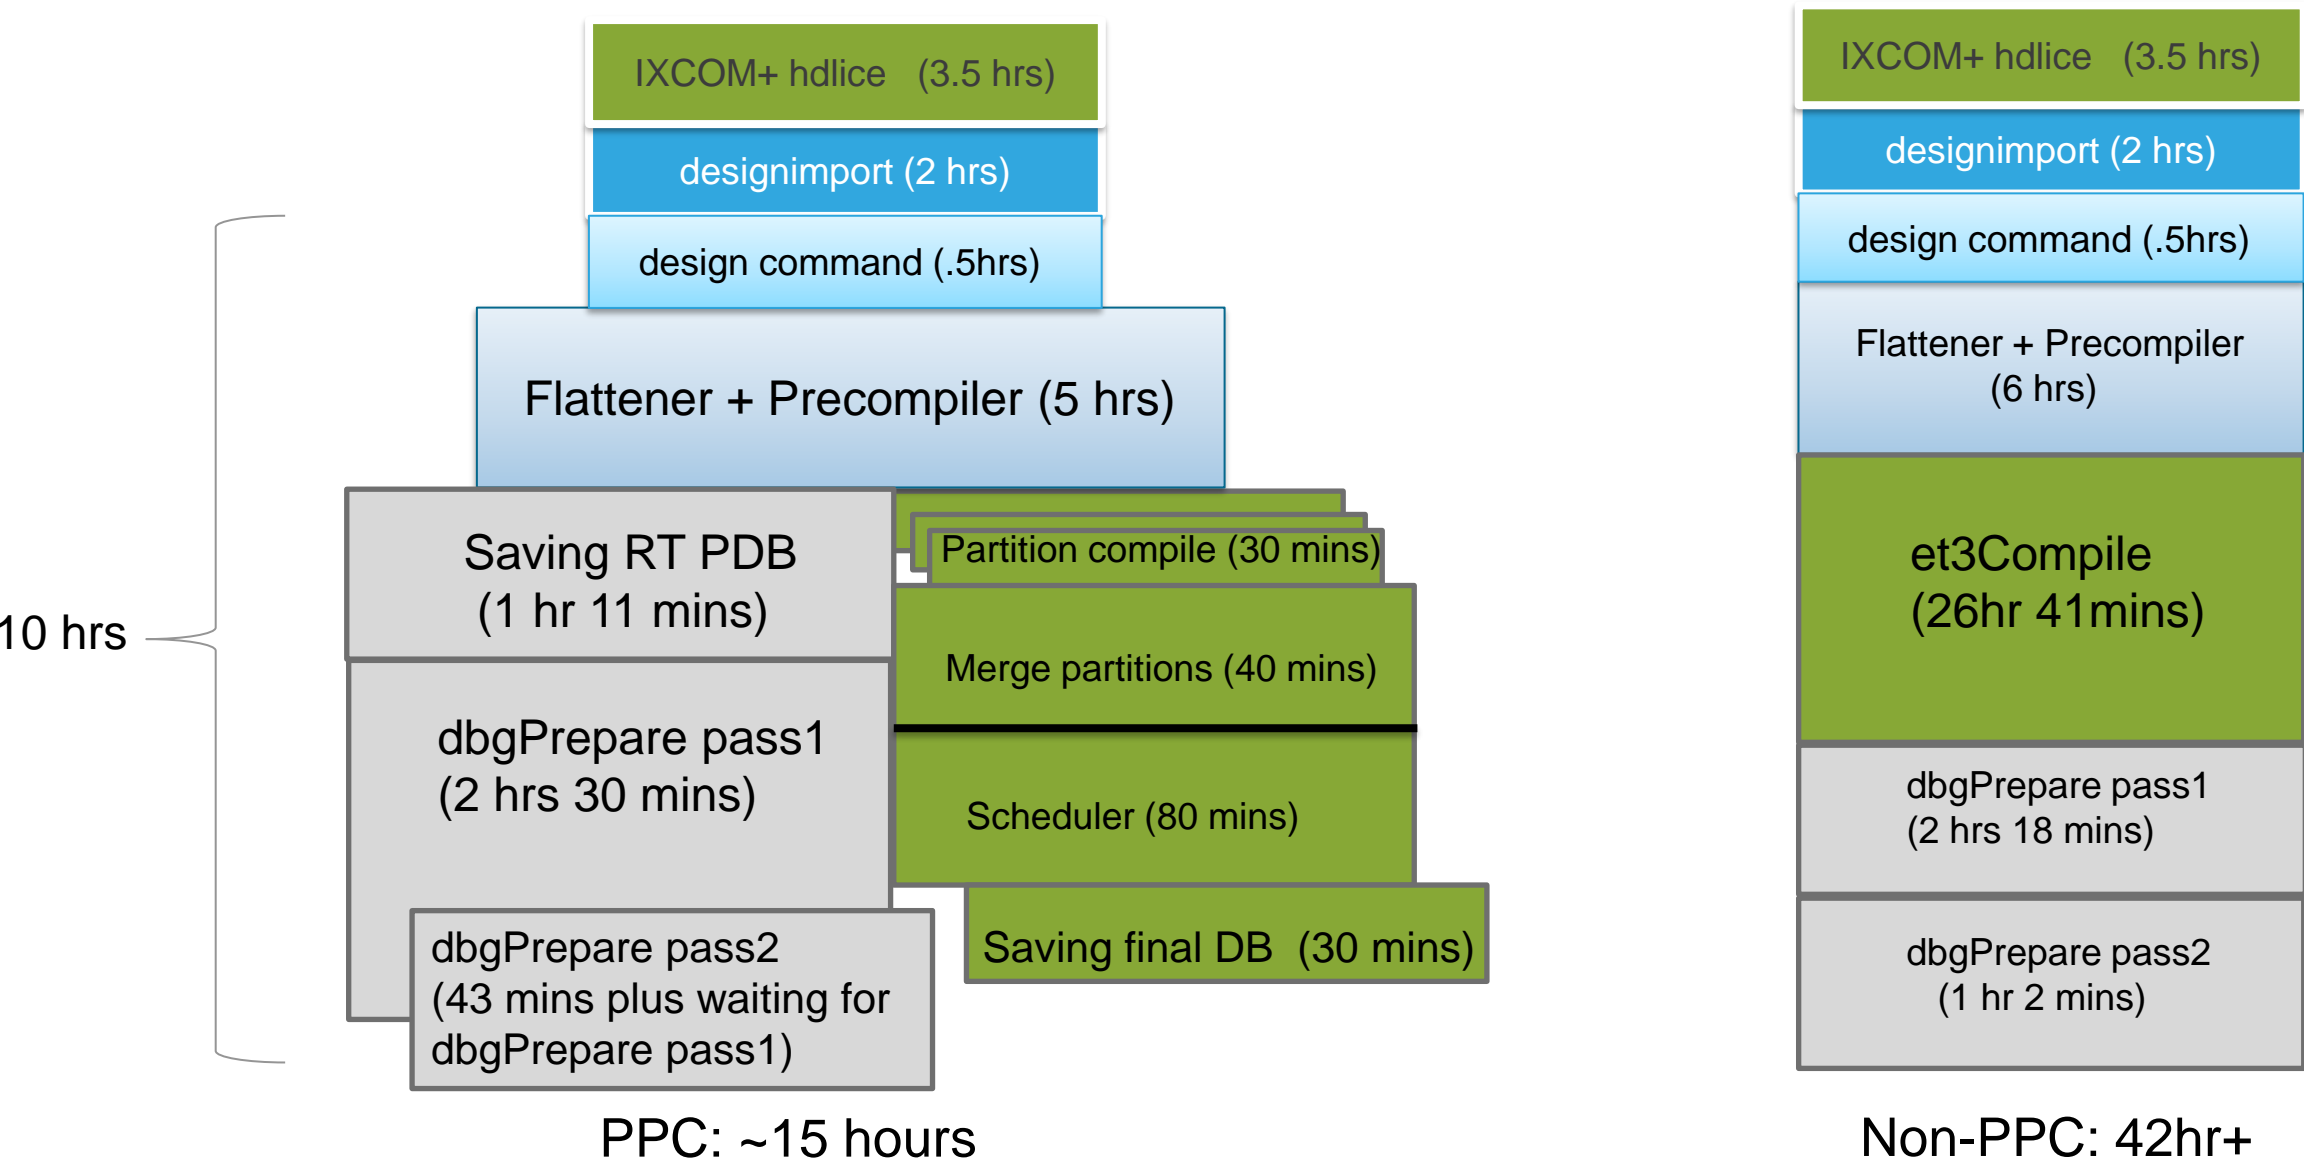 IXCOM+ hdlice (3.5 hrs)
designimport (2 hrs)
design command (.5hrs)
Flattener + Precompiler (5 hrs)
Saving RT PDB
(1 hr 11 mins)
dbgPrepare pass1
(2 hrs 30 mins)
dbgPrepare pass2
(43 mins plus waiting for
dbgPrepare pass1)
Partition compile (30 mins)
Merge partitions (40 mins)
Scheduler (80 mins)
Saving final DB (30 mins)
10 hrs
PPC: ~15 hours
IXCOM+ hdlice (3.5 hrs)
designimport (2 hrs)
design command (.5hrs)
Flattener + Precompiler
(6 hrs)
et3Compile
(26hr 41mins)
dbgPrepare pass1
(2 hrs 18 mins)
dbgPrepare pass2
(1 hr 2 mins)
Non-PPC: 42hr+